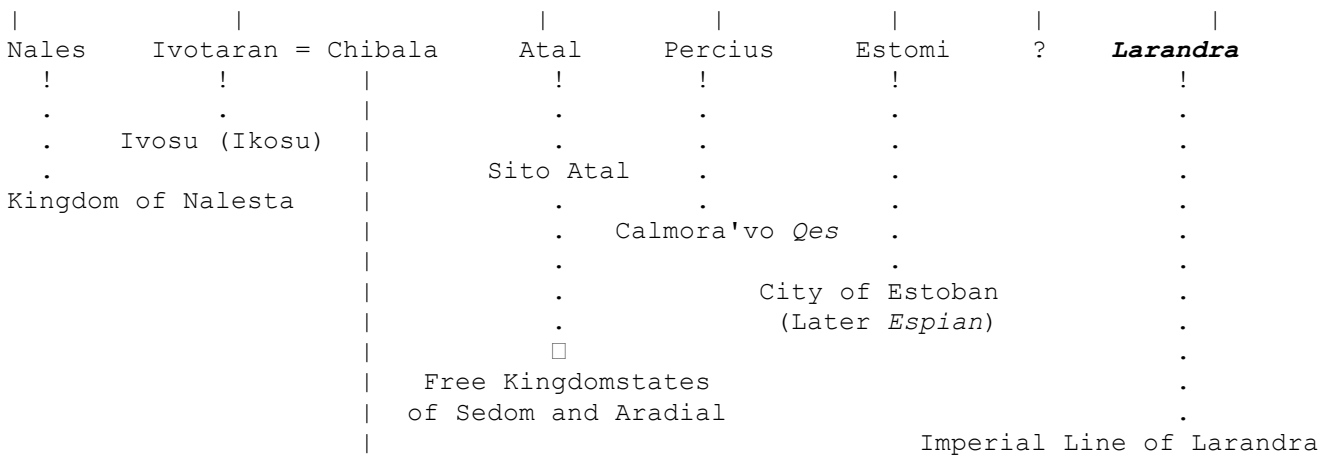 Nales Ivotaran = Chibala Atal Percius Estomi ? Larandra
Ivosu (Ikosu)
Sito Atal
Kingdom of Nalesta
Calmora'vo Qes
City of Estoban
(Later Espian)
Free Kingdomstates
of Sedom and Aradial
Imperial Line of Larandra